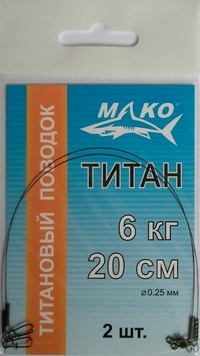 МАКО
ТИТАНОВЫЙ ПОВОДОК
ТИТАН
6 кг
20 см
⌀0.25 мм
2 шт.